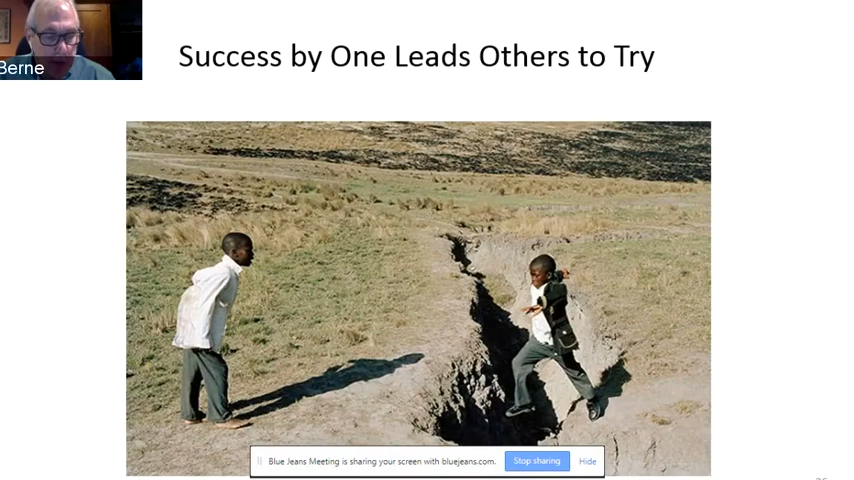 Success by One Leads Others to Try
Berne
Blue Jeans Meeting is sharing your screen with bluejeans.com. Stop sharing Hide